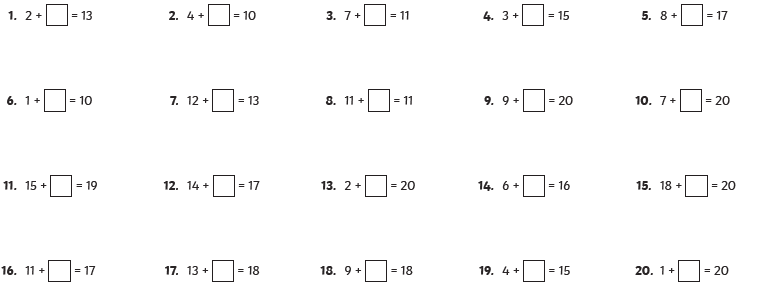 1. 2 + □ = 13 2. 4 + □ = 10 3. 7 + □ = 11 4. 3 + □ = 15 5. 8 + □ = 17
6. 1 + □ = 10 7. 12 + □ = 13 8. 11 + □ = 11 9. 9 + □ = 20 10. 7 + □ = 20
11. 15 + □ = 19 12. 14 + □ = 17 13. 2 + □ = 20 14. 6 + □ = 16 15. 18 + □ = 20
16. 11 + □ = 17 17. 13 + □ = 18 18. 9 + □ = 18 19. 4 + □ = 15 20. 1 + □ = 20